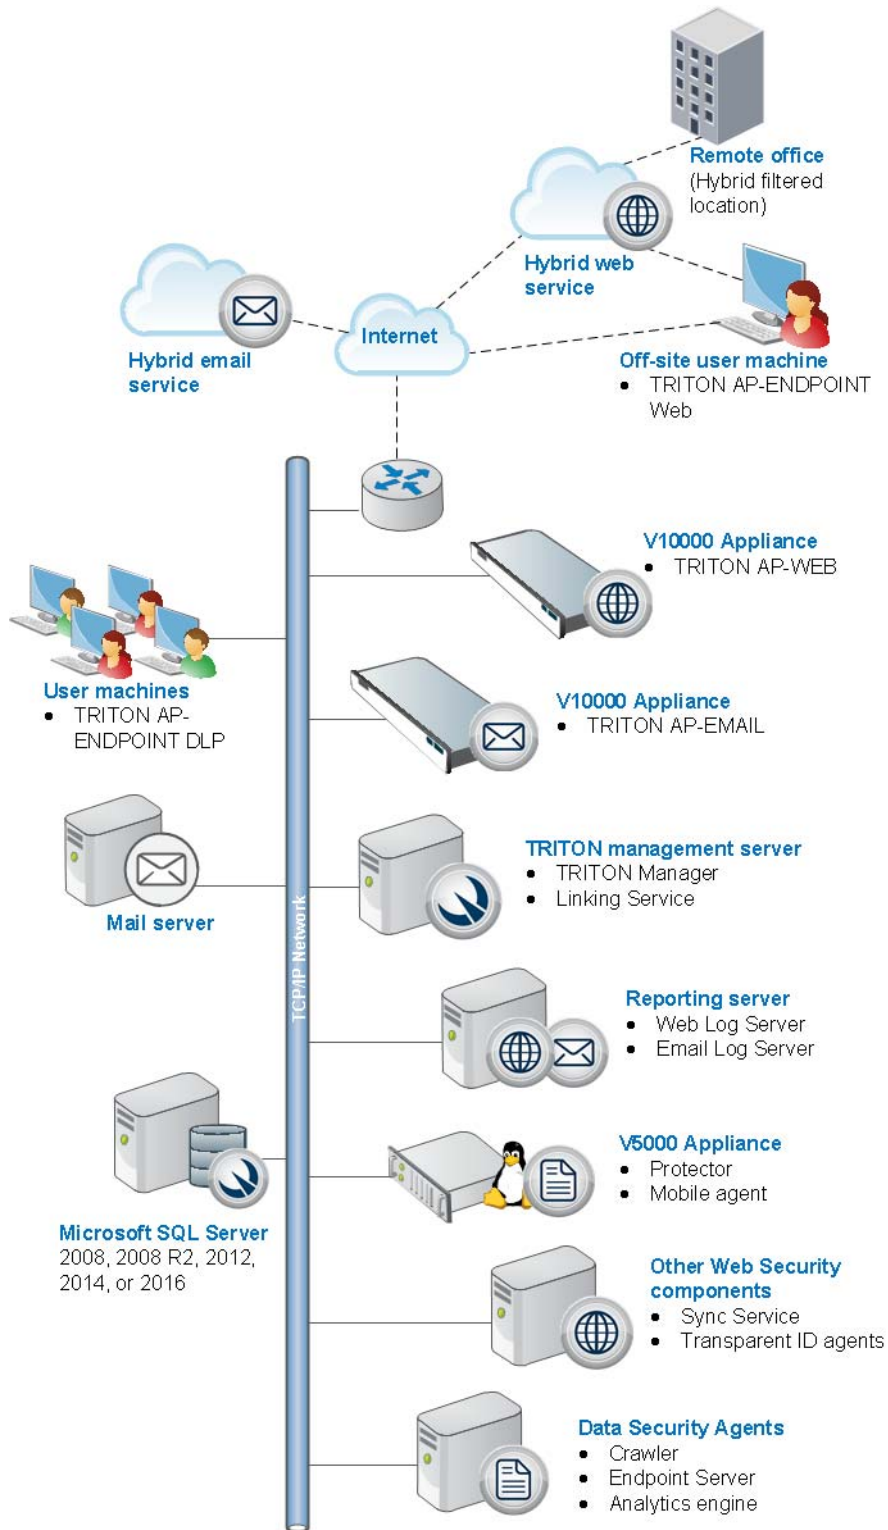 Remote office
(Hybrid filtered
location)
Hybrid web
service
Internet
Hybrid email
service
Off-site user machine
• TRITON AP-ENDPOINT
Web
V10000 Appliance
• TRITON AP-WEB
User machines
• TRITON AP-
ENDPOINT DLP
V10000 Appliance
• TRITON AP-EMAIL
TRITON management server
• TRITON Manager
• Linking Service
Mail server
TCP/IP Network
Reporting server
• Web Log Server
• Email Log Server
V5000 Appliance
• Protector
• Mobile agent
Microsoft SQL Server
2008, 2008 R2, 2012,
2014, or 2016
Other Web Security
components
• Sync Service
• Transparent ID agents
Data Security Agents
• Crawler
• Endpoint Server
• Analytics engine